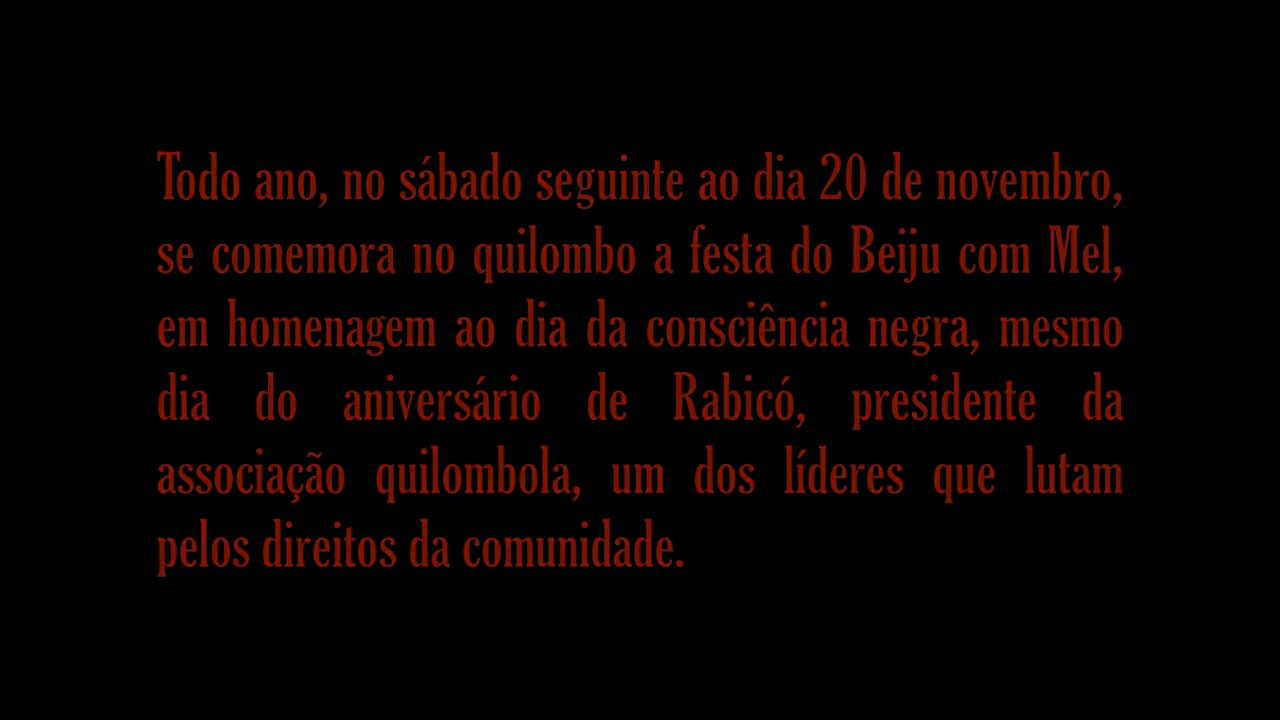 Todo ano, no sábado seguinte ao dia 20 de novembro,
se comemora no quilombo a festa do Beiju com Mel,
em homenagem ao dia da consciência negra, mesmo
dia do aniversário de Rabicó, presidente da
associação quilombola, um dos líderes que lutam
pelos direitos da comunidade.